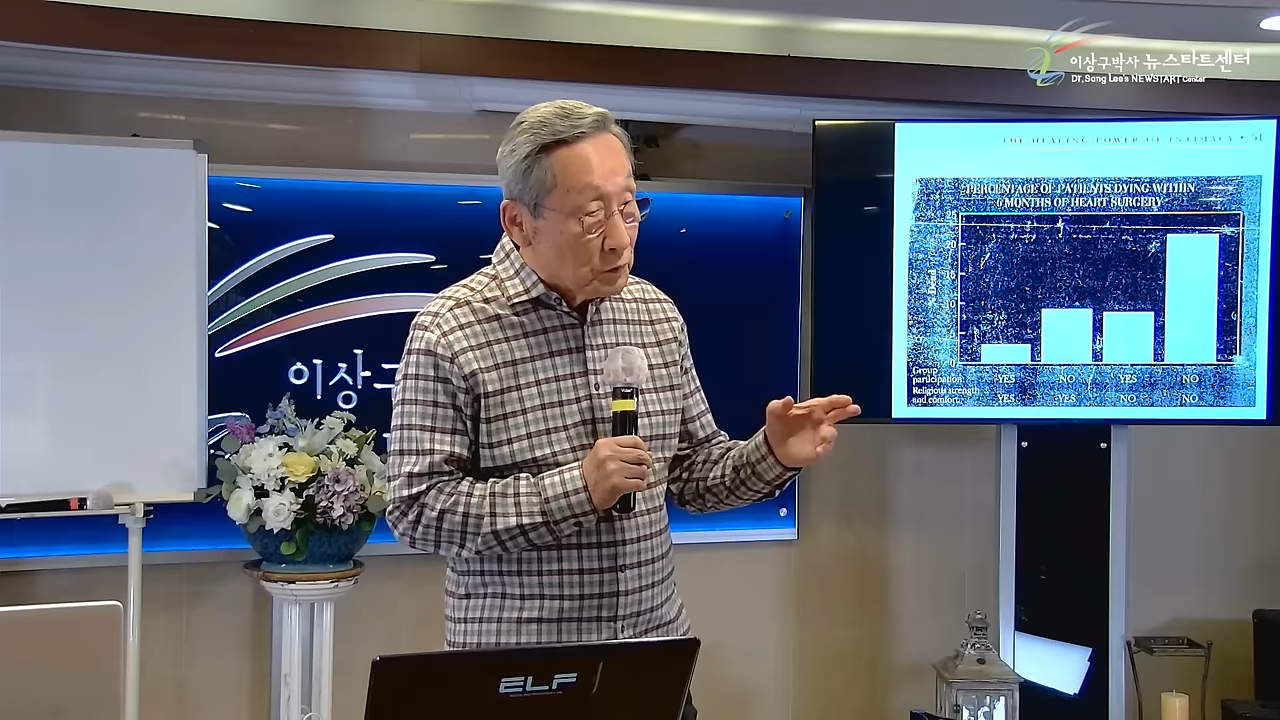 이상구박사 뉴스타트센터
Dr.Sang Lee's NEWSTART Center
THE HEALING POWER OF INTIMACY • 51
PERCENTAGE OF PATIENTS DYING WITHIN
6 MONTHS OF HEART SURGERY
% Dead
Group
participation: YES NO YES NO
Religious strength
and comfort: YES YES NO NO
이상구
ELF